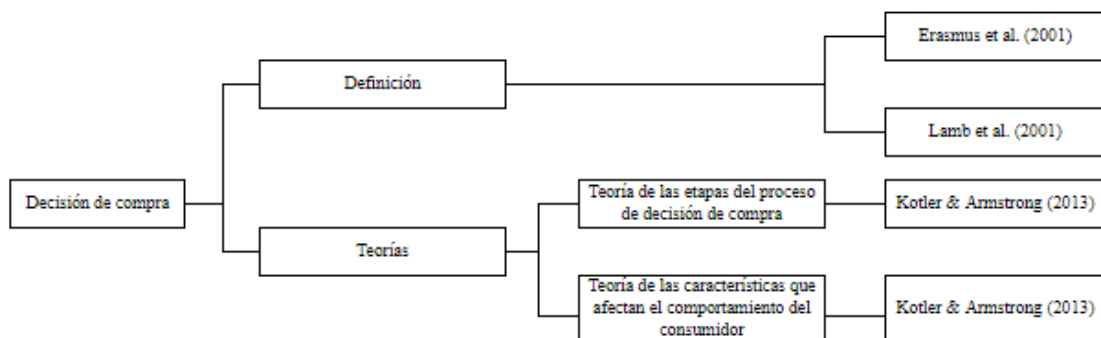 Erasmus et al. (2001)
Definición
Lamb et al. (2001)
Decisión de compra
Teoría de las etapas del proceso
de decisión de compra
Kotler & Armstrong (2013)
Teorías
Teoría de las características que
afectan el comportamiento del
consumidor
Kotler & Armstrong (2013)